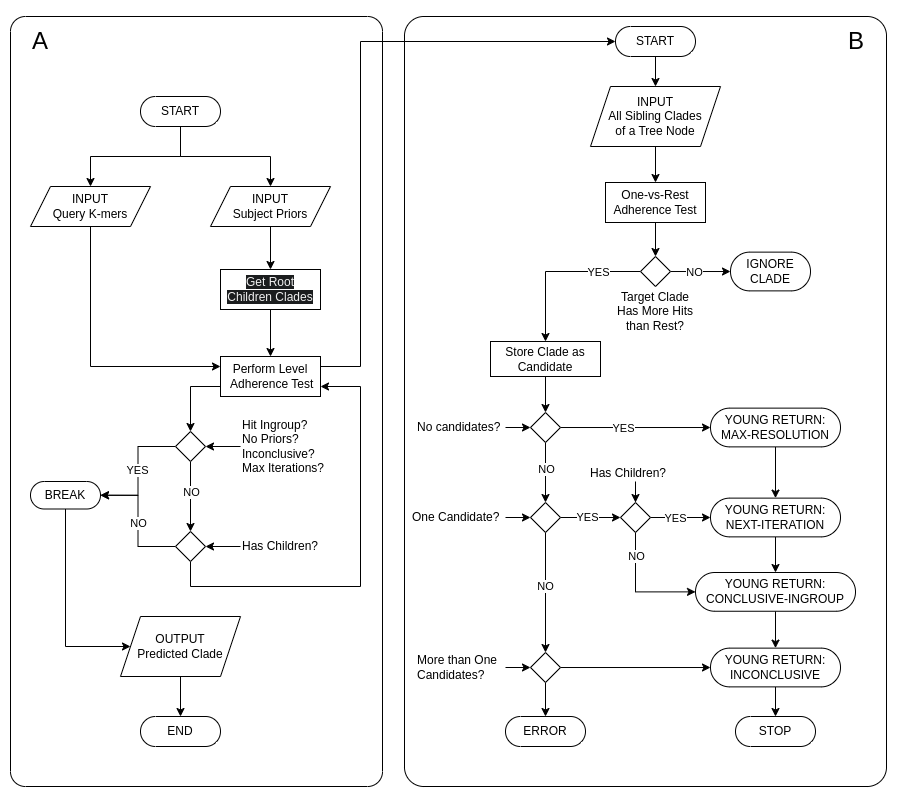 A
START
INPUT
Query K-mers
INPUT
Subject Priors
Get Root
Children Clades
Perform Level
Adherence Test
Hit Ingroup?
No Priors?
Inconclusive?
Max Iterations?
YES
NO
BREAK
NO
Has Children?
OUTPUT
Predicted Clade
END
B
START
INPUT
All Sibling Clades
of a Tree Node
One-vs-Rest
Adherence Test
YES
NO
IGNORE
CLADE
Target Clade
Has More Hits
than Rest?
Store Clade as
Candidate
No candidates?
YES
YOUNG RETURN:
MAX-RESOLUTION
NO
Has Children?
One Candidate?
YES
YES
YOUNG RETURN:
NEXT-ITERATION
NO
NO
YOUNG RETURN:
CONCLUSIVE-INGROUP
More than One
Candidates?
YOUNG RETURN:
INCONCLUSIVE
ERROR
STOP